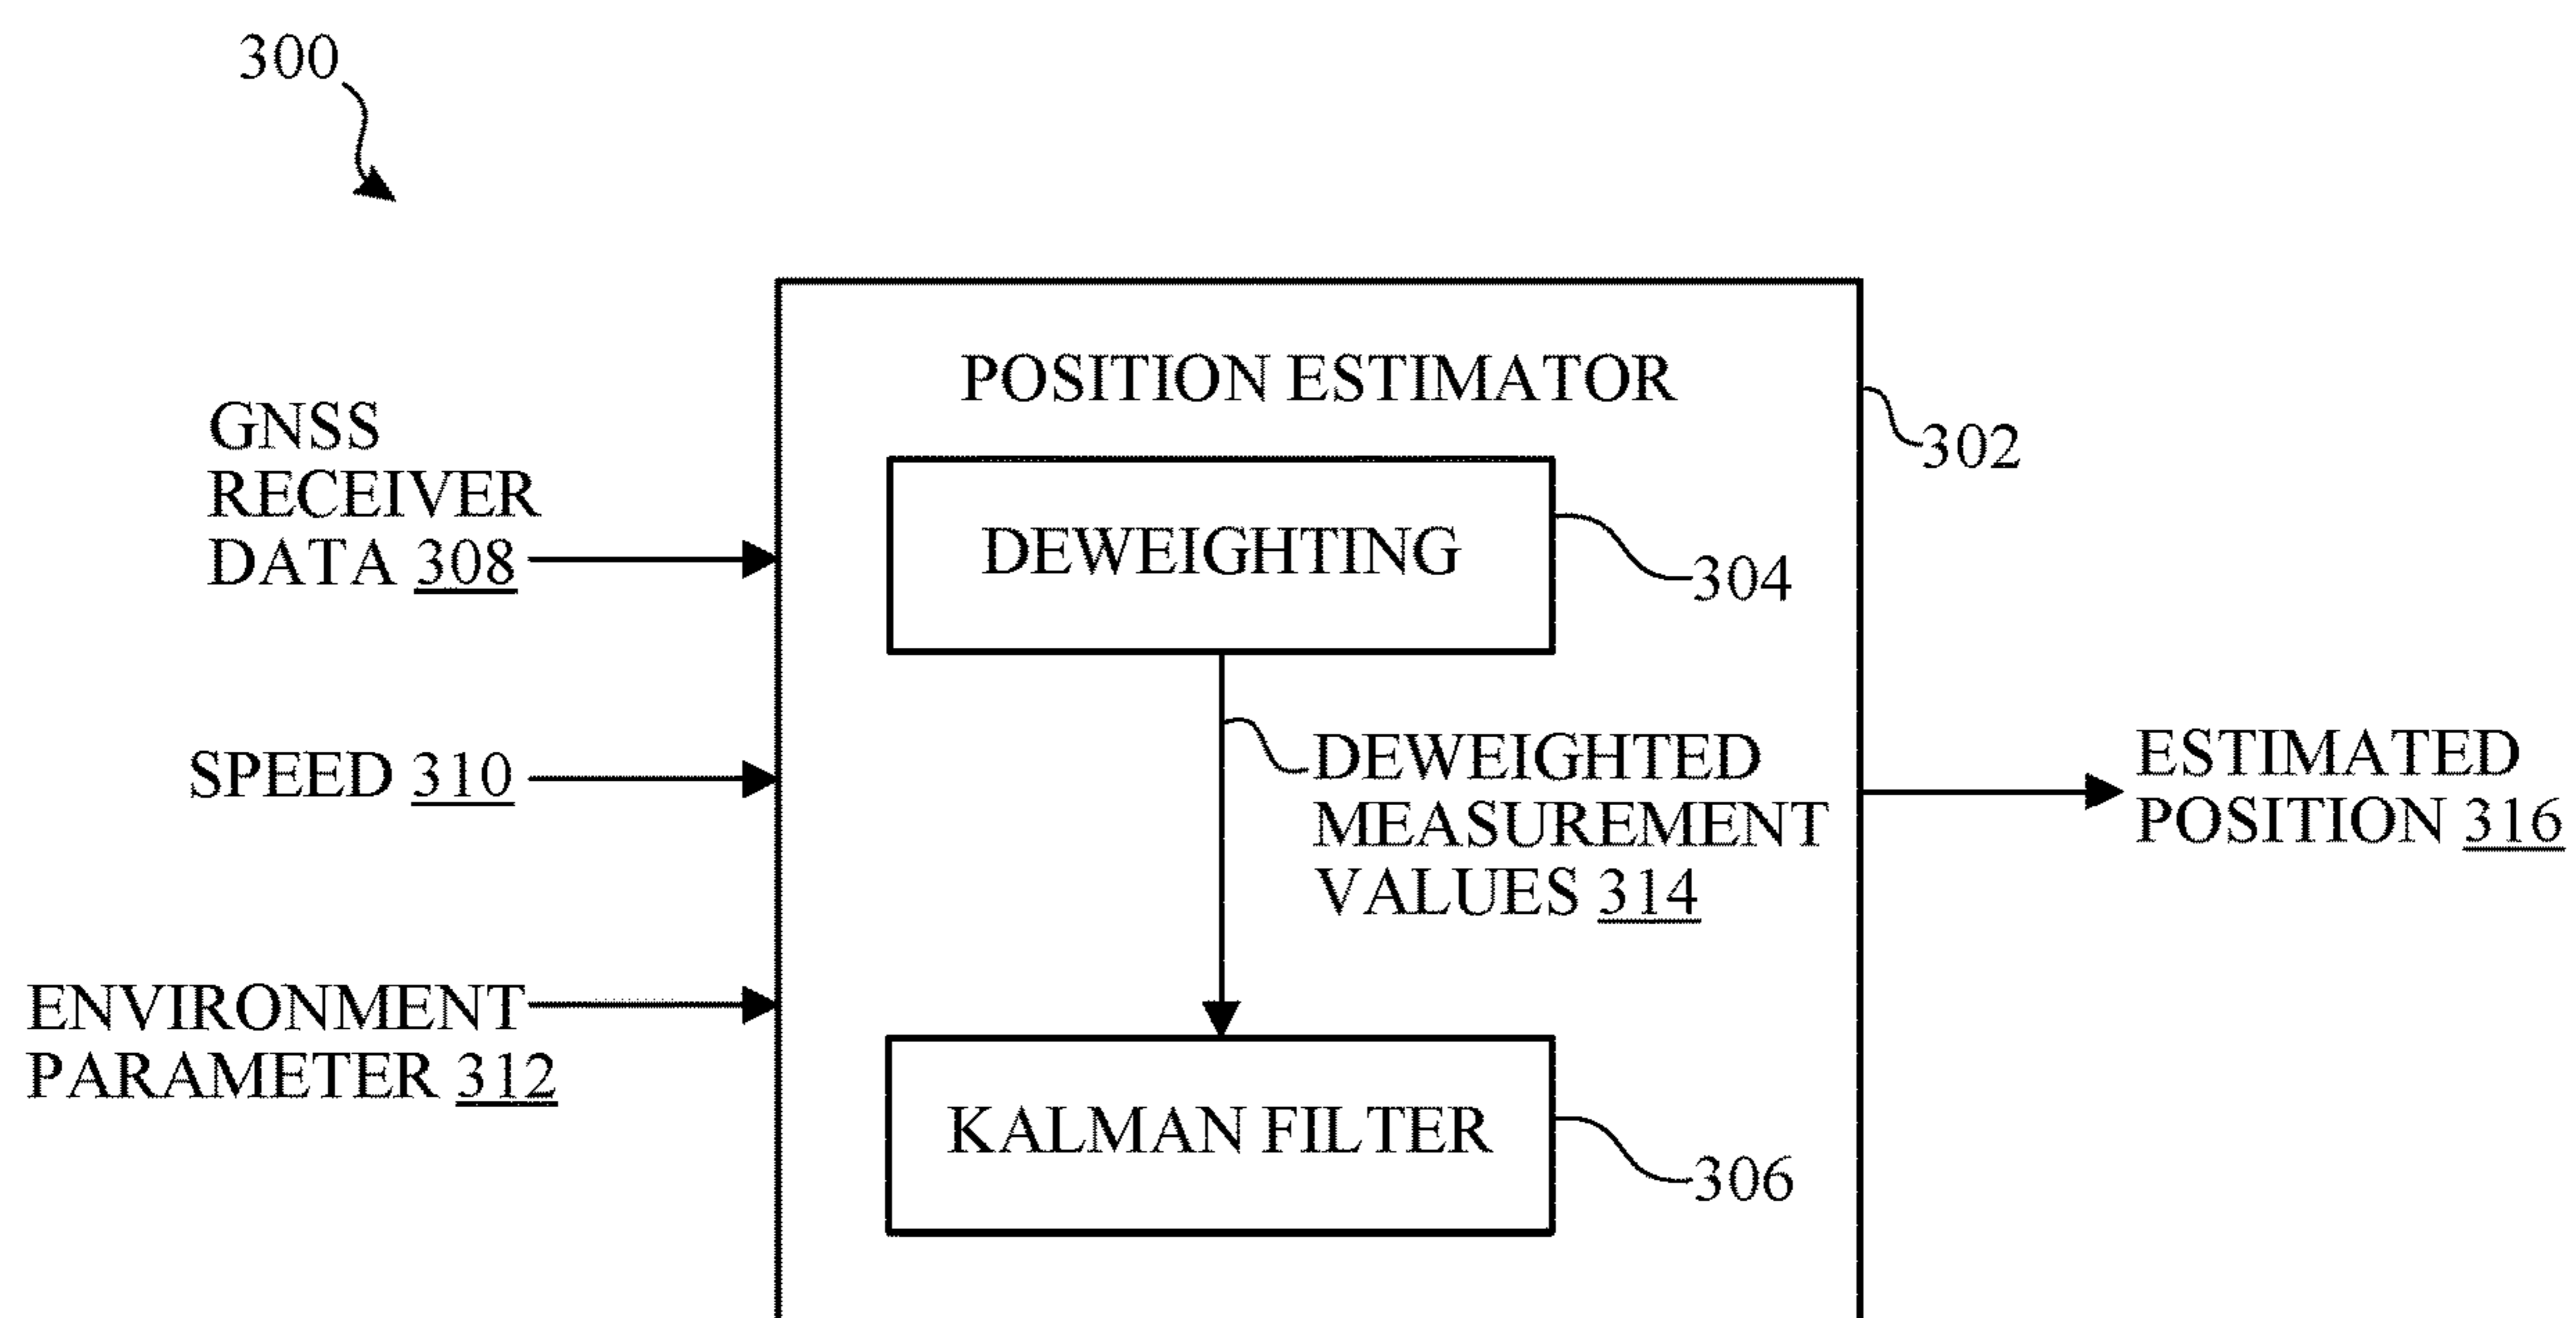 300
POSITION ESTIMATOR
302
GNSS
RECEIVER
DATA 308
DEWEIGHTING
304
SPEED 310
DEWEIGHTED
MEASUREMENT
VALUES 314
ESTIMATED
POSITION 316
ENVIRONMENT
PARAMETER 312
KALMAN FILTER
306